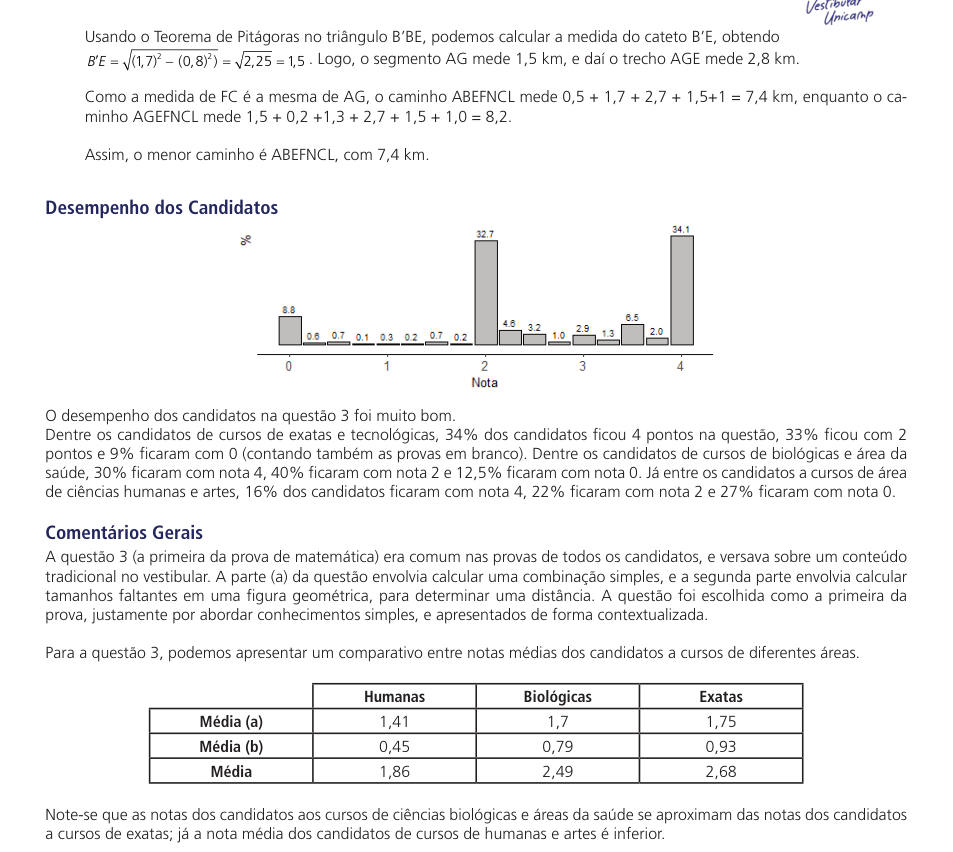 Vestibular
Unicamp
Usando o Teorema de Pitágoras no triângulo B’BE, podemos calcular a medida do cateto B’E, obtendo
B'E = √((1,7)² – (0,8)²) = √2,25 = 1,5 . Logo, o segmento AG mede 1,5 km, e daí o trecho AGE mede 2,8 km.
Como a medida de FC é a mesma de AG, o caminho ABEFNCL mede 0,5 + 1,7 + 2,7 + 1,5+1 = 7,4 km, enquanto o ca-
minho AGEFNCL mede 1,5 + 0,2 +1,3 + 2,7 + 1,5 + 1,0 = 8,2.
Assim, o menor caminho é ABEFNCL, com 7,4 km.
Desempenho dos Candidatos
%
8.8 0.6 0.7 0.1 0.3 0.2 0.7 0.2 32.7 4.6 3.2 1.0 2.9 1.3 6.5 2.0 34.1
0 1 2 3 4
Nota
O desempenho dos candidatos na questão 3 foi muito bom.
Dentre os candidatos de cursos de exatas e tecnológicas, 34% dos candidatos ficou 4 pontos na questão, 33% ficou com 2
pontos e 9% ficaram com 0 (contando também as provas em branco). Dentre os candidatos de cursos de biológicas e área da
saúde, 30% ficaram com nota 4, 40% ficaram com nota 2 e 12,5% ficaram com nota 0. Já entre os candidatos a cursos de área
de ciências humanas e artes, 16% dos candidatos ficaram com nota 4, 22% ficaram com nota 2 e 27% ficaram com nota 0.
Comentários Gerais
A questão 3 (a primeira da prova de matemática) era comum nas provas de todos os candidatos, e versava sobre um conteúdo
tradicional no vestibular. A parte (a) da questão envolvia calcular uma combinação simples, e a segunda parte envolvia calcular
tamanhos faltantes em uma figura geométrica, para determinar uma distância. A questão foi escolhida como a primeira da
prova, justamente por abordar conhecimentos simples, e apresentados de forma contextualizada.
Para a questão 3, podemos apresentar um comparativo entre notas médias dos candidatos a cursos de diferentes áreas.
Humanas Biológicas Exatas
Média (a) 1,41 1,7 1,75
Média (b) 0,45 0,79 0,93
Média 1,86 2,49 2,68
Note-se que as notas dos candidatos aos cursos de ciências biológicas e áreas da saúde se aproximam das notas dos candidatos
a cursos de exatas; já a nota média dos candidatos de cursos de humanas e artes é inferior.